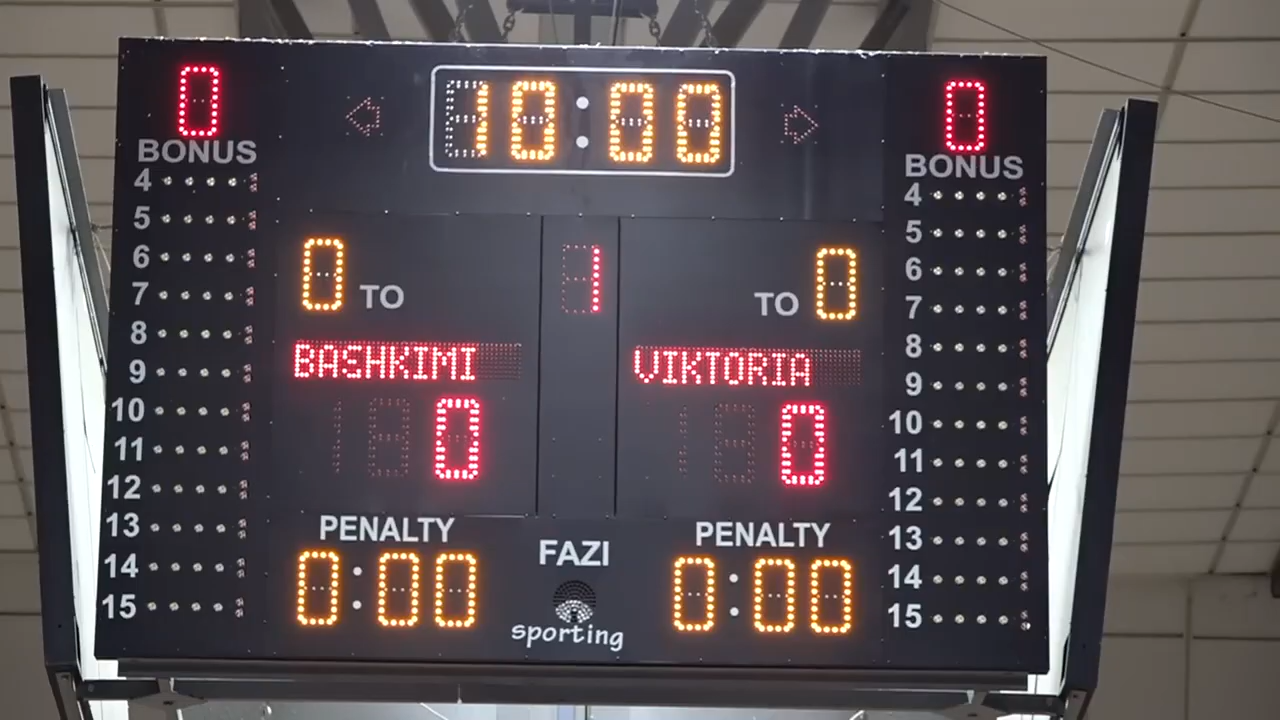 0 10:00 0
BONUS BONUS
4 4
5 5
6 6
7 7
8 8
9 9
10 10
11 11
12 12
13 13
14 14
15 15
0 TO 1 TO 0
BASHKIMI VIKTORIA
0 0
PENALTY PENALTY
0:00 FAZI 0:00
sporting